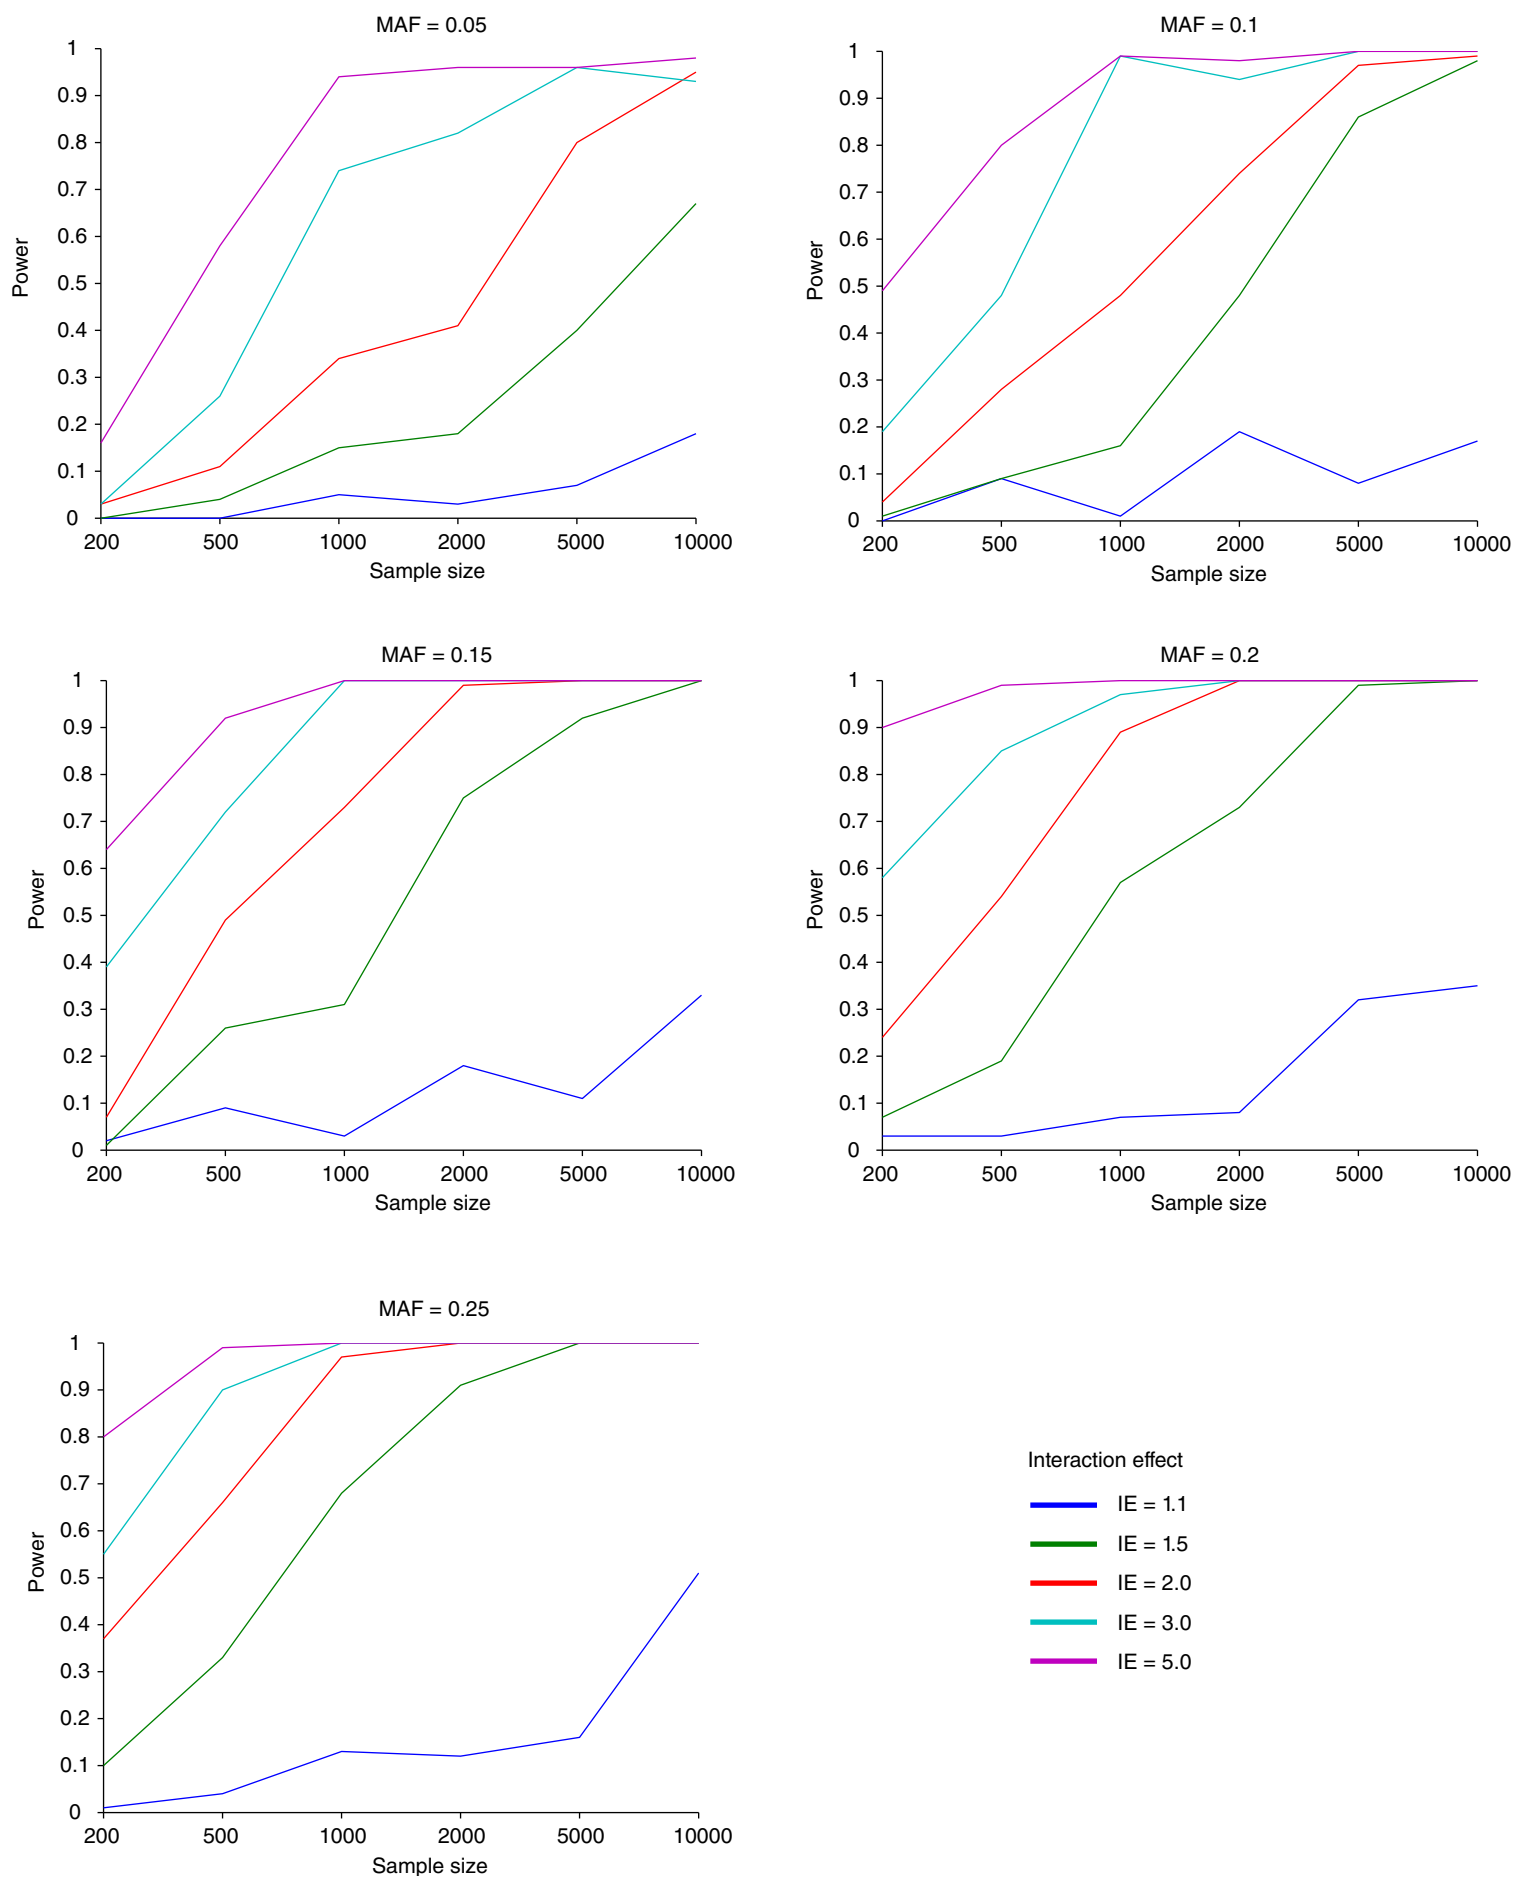 MAF = 0.05
1
0.9
0.8
0.7
0.6
0.5
0.4
0.3
0.2
0.1
0
Power
200 500 1000 2000 5000 10000
Sample size
MAF = 0.1
1
0.9
0.8
0.7
0.6
0.5
0.4
0.3
0.2
0.1
0
Power
200 500 1000 2000 5000 10000
Sample size
MAF = 0.15
1
0.9
0.8
0.7
0.6
0.5
0.4
0.3
0.2
0.1
0
Power
200 500 1000 2000 5000 10000
Sample size
MAF = 0.2
1
0.9
0.8
0.7
0.6
0.5
0.4
0.3
0.2
0.1
0
Power
200 500 1000 2000 5000 10000
Sample size
MAF = 0.25
1
0.9
0.8
0.7
0.6
0.5
0.4
0.3
0.2
0.1
0
Power
200 500 1000 2000 5000 10000
Sample size
Interaction effect
IE = 1.1
IE = 1.5
IE = 2.0
IE = 3.0
IE = 5.0